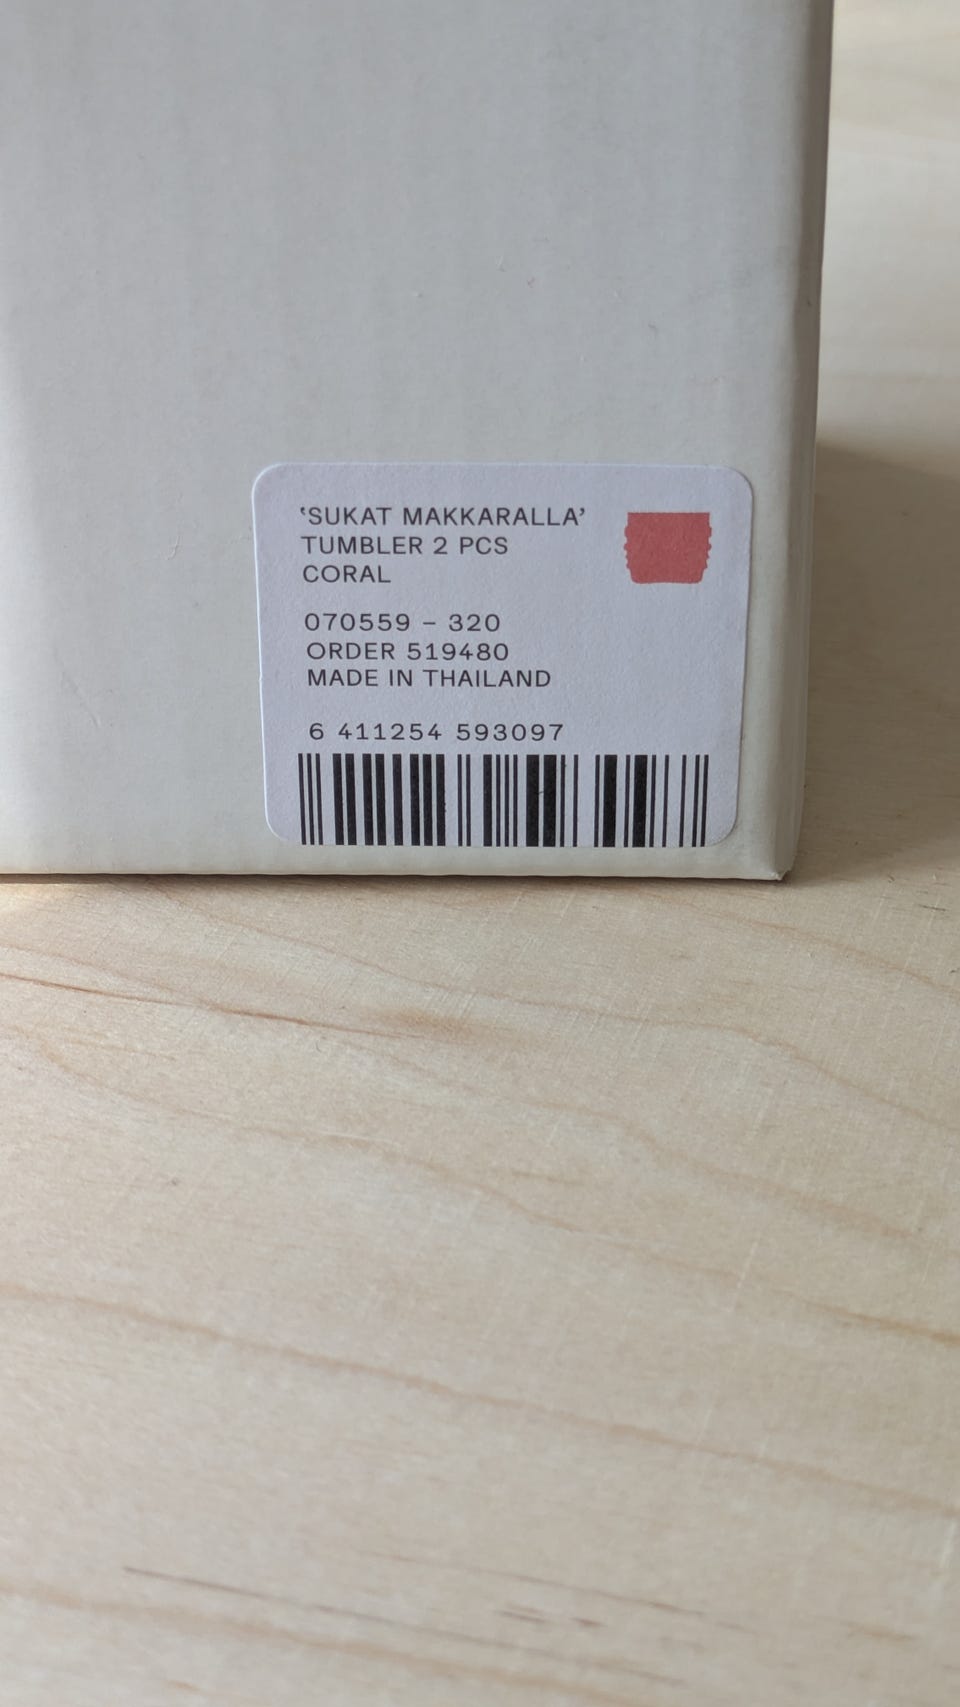 ‘SUKAT MAKKARALLA’
TUMBLER 2 PCS
CORAL
070559 – 320
ORDER 519480
MADE IN THAILAND
6 411254 593097